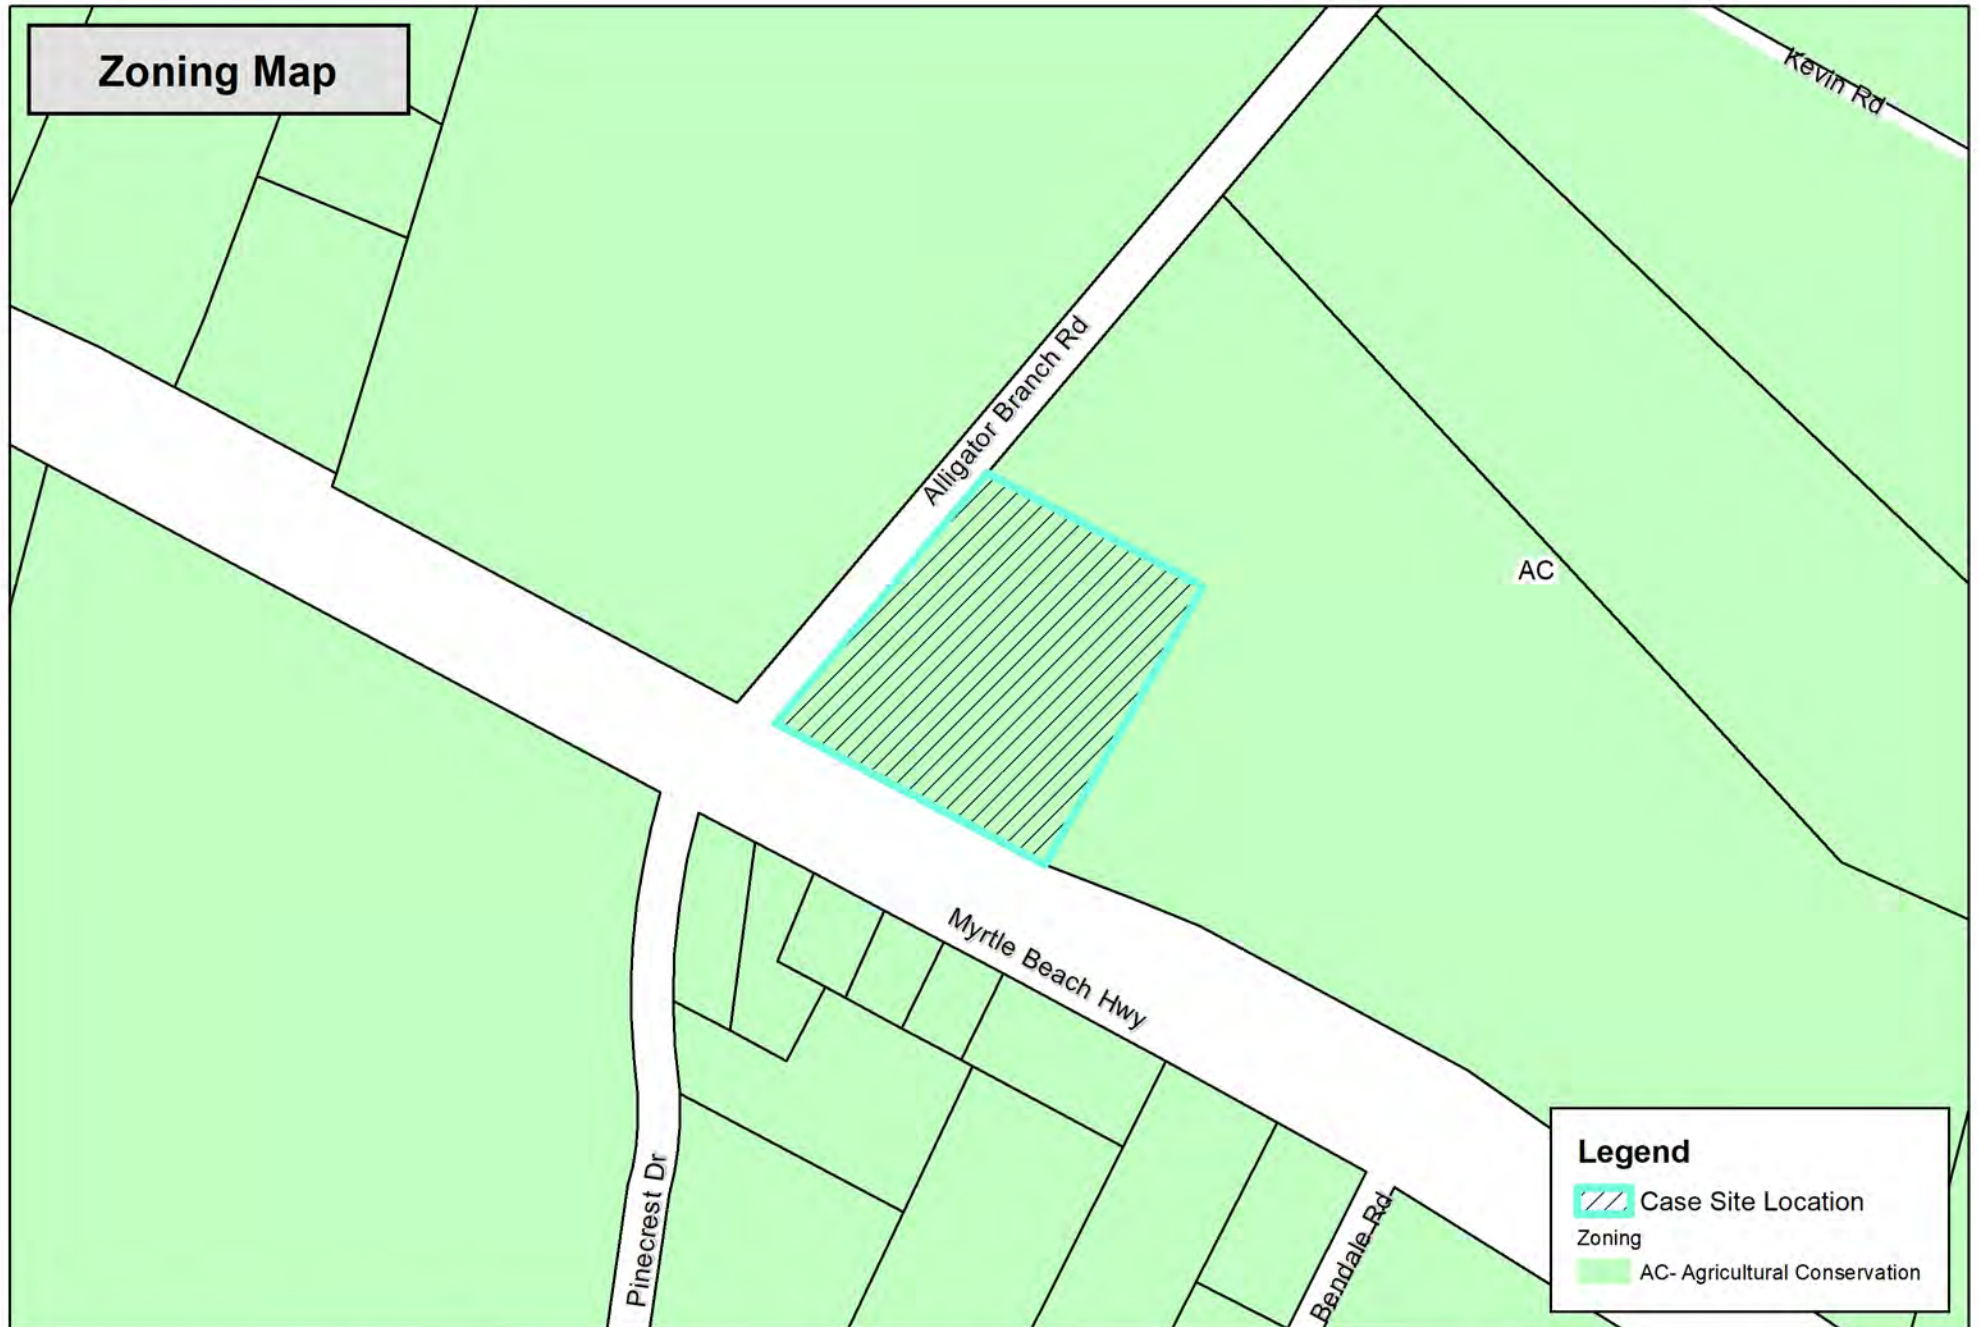 Zoning Map
Kevin Rd
Alligator Branch Rd
AC
Myrtle Beach Hwy
Pinecrest Dr
Bendale Rd
Legend
Case Site Location
Zoning
AC- Agricultural Conservation